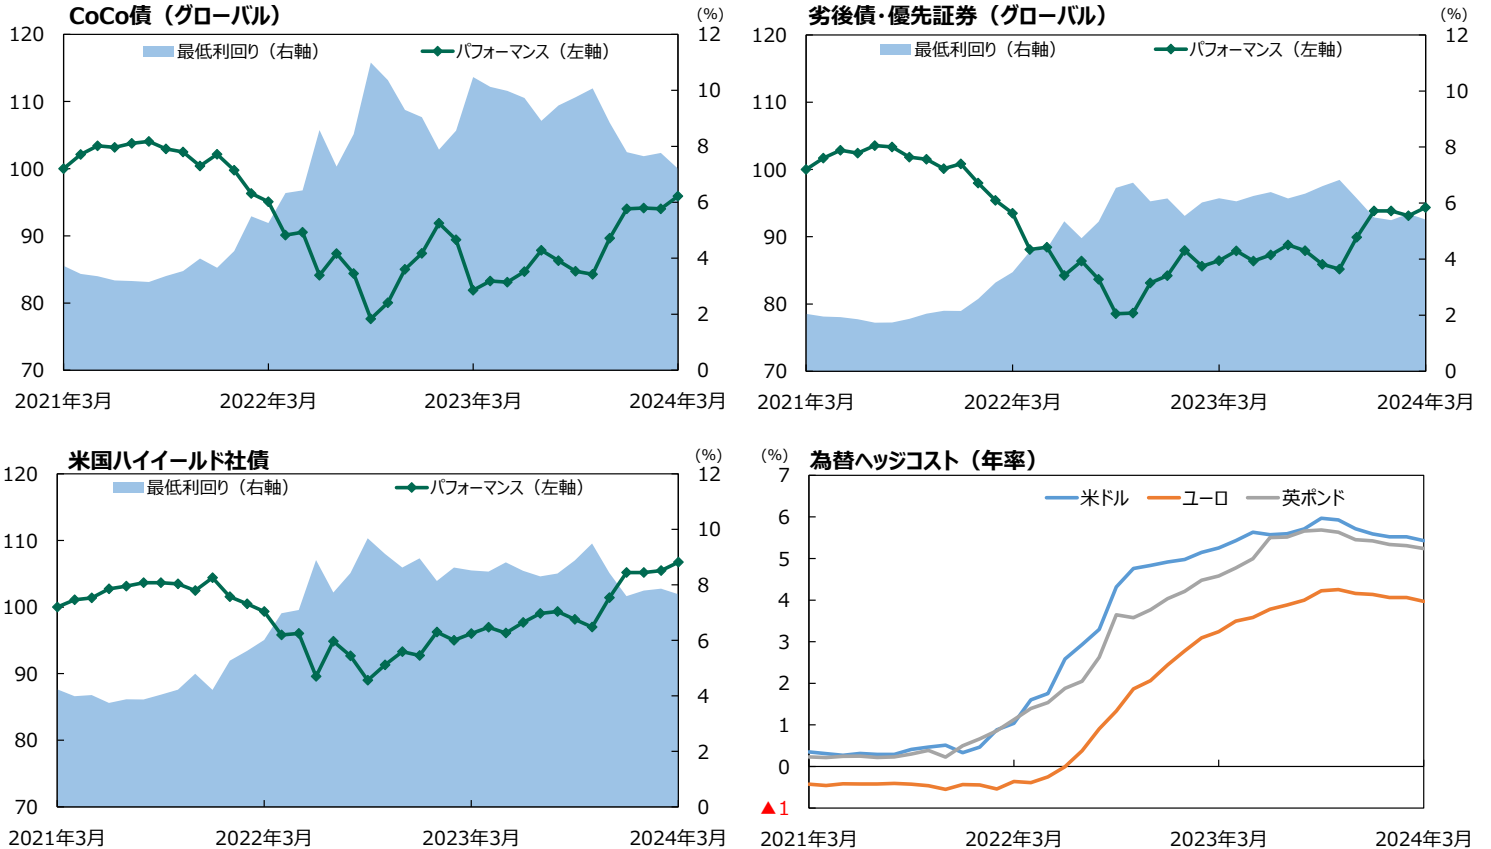 CoCo債（グローバル）
(%)
最低利回り（右軸）
パフォーマンス（左軸）
120
110
100
90
80
70
12
10
8
6
4
2
0
2021年3月
2022年3月
2023年3月
2024年3月
劣後債・優先証券（グローバル）
(%)
最低利回り（右軸）
パフォーマンス（左軸）
120
110
100
90
80
70
12
10
8
6
4
2
0
2021年3月
2022年3月
2023年3月
2024年3月
米国ハイイールド社債
(%)
最低利回り（右軸）
パフォーマンス（左軸）
120
110
100
90
80
70
12
10
8
6
4
2
0
2021年3月
2022年3月
2023年3月
2024年3月
(%)
為替ヘッジコスト（年率）
米ドル
ユーロ
英ポンド
7
6
5
4
3
2
1
0
▲1
2021年3月
2022年3月
2023年3月
2024年3月